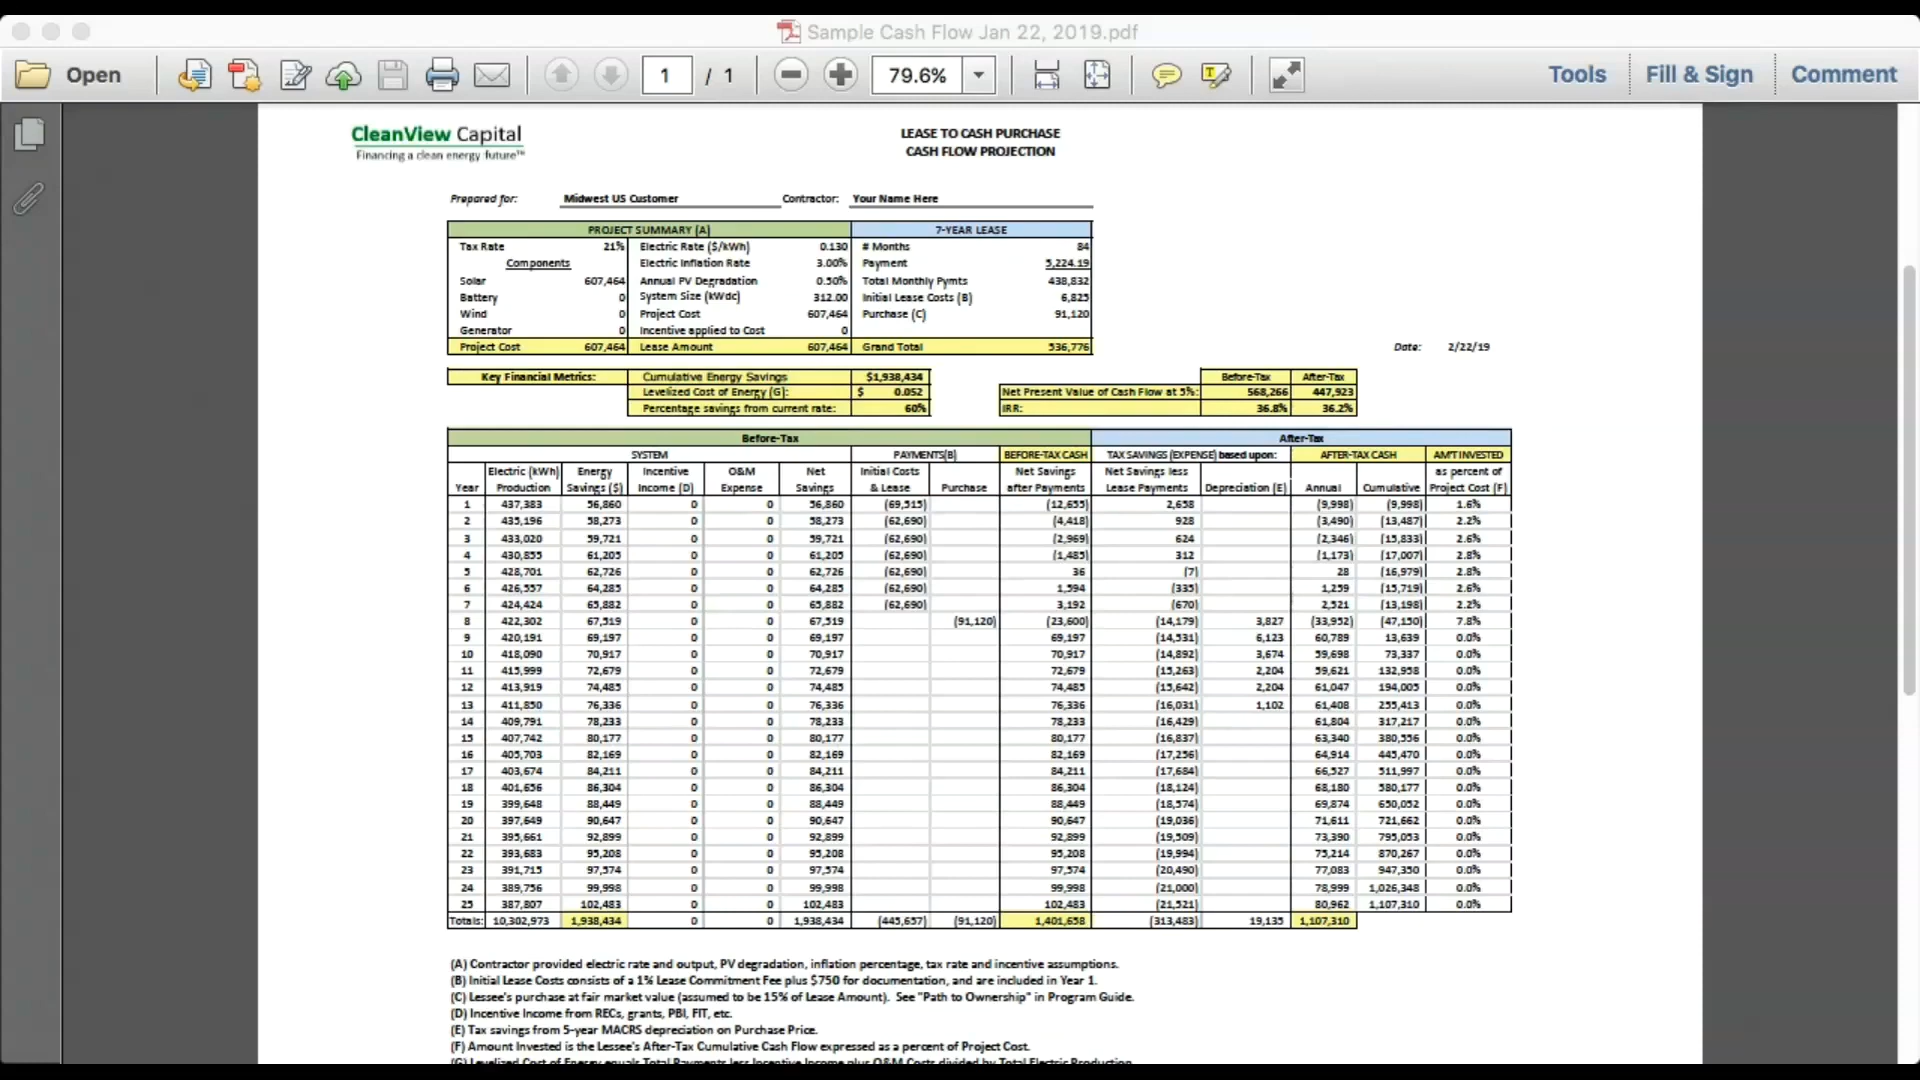 Sample Cash Flow Jan 22, 2019.pdf
Open 1 / 1 79.6% Tools Fill & Sign Comment
CleanView Capital
Financing a clean energy future™
LEASE TO CASH PURCHASE
CASH FLOW PROJECTION
Prepared for: Midwest US Customer Contractor: Your Name Here
PROJECT SUMMARY (A) 7-YEAR LEASE
Tax Rate 21% Electric Rate ($/kWh) 0.130 # Months 84
Components Electric Inflation Rate 3.00% Payment 5,224.19
Solar 607,464 Annual PV Degradation 0.50% Total Monthly Pymts 438,832
Battery 0 System Size (kWdc) 312.00 Initial Lease Costs (B) 6,825
Wind 0 Project Cost 607,464 Purchase (C) 91,120
Generator 0 Incentive applied to Cost 0
Project Cost 607,464 Lease Amount 607,464 Grand Total 536,776
Date: 2/22/19
Key Financial Metrics: Cumulative Energy Savings $1,938,434 Before-Tax After-Tax
Levelized Cost of Energy (G): $ 0.052 Net Present Value of Cash Flow at 5%: 568,266 447,923
Percentage savings from current rate: 60% IRR: 36.8% 36.2%
Before-Tax After-Tax
SYSTEM PAYMENTS(B) BEFORE-TAX CASH TAX SAVINGS (EXPENSE) based upon: AFTER-TAX CASH AM'T INVESTED
Electric (kWh) Energy Incentive O&M Net Initial Costs Net Savings Net Savings less as percent of
Year Production Savings ($) Income (D) Expense Savings & Lease Purchase after Payments Lease Payments Depreciation (E) Annual Cumulative Project Cost (F)
1 437,383 56,860 0 0 56,860 (69,515) (12,655) 2,658 (9,998) (9,998) 1.6%
2 435,196 58,273 0 0 58,273 (62,690) (4,418) 928 (3,490) (13,487) 2.2%
3 433,020 59,721 0 0 59,721 (62,690) (2,969) 624 (2,346) (15,833) 2.6%
4 430,855 61,205 0 0 61,205 (62,690) (1,485) 312 (1,173) (17,007) 2.8%
5 428,701 62,726 0 0 62,726 (62,690) 36 (7) 28 (16,979) 2.8%
6 426,557 64,285 0 0 64,285 (62,690) 1,594 (335) 1,259 (15,719) 2.6%
7 424,424 65,882 0 0 65,882 (62,690) 3,192 (670) 2,521 (13,198) 2.2%
8 422,302 67,519 0 0 67,519 (91,120) (23,600) (14,179) 3,827 (33,952) (47,150) 7.8%
9 420,191 69,197 0 0 69,197 69,197 (14,531) 6,123 60,789 13,639 0.0%
10 418,090 70,917 0 0 70,917 70,917 (14,892) 3,674 59,698 73,337 0.0%
11 415,999 72,679 0 0 72,679 72,679 (15,263) 2,204 59,621 132,958 0.0%
12 413,919 74,485 0 0 74,485 74,485 (15,642) 2,204 61,047 194,005 0.0%
13 411,850 76,336 0 0 76,336 76,336 (16,031) 1,102 61,408 255,413 0.0%
14 409,791 78,233 0 0 78,233 78,233 (16,429) 61,804 317,217 0.0%
15 407,742 80,177 0 0 80,177 80,177 (16,837) 63,340 380,556 0.0%
16 405,703 82,169 0 0 82,169 82,169 (17,256) 64,914 445,470 0.0%
17 403,674 84,211 0 0 84,211 84,211 (17,684) 66,527 511,997 0.0%
18 401,656 86,304 0 0 86,304 86,304 (18,124) 68,180 580,177 0.0%
19 399,648 88,449 0 0 88,449 88,449 (18,574) 69,874 650,052 0.0%
20 397,649 90,647 0 0 90,647 90,647 (19,036) 71,611 721,662 0.0%
21 395,661 92,899 0 0 92,899 92,899 (19,509) 73,390 795,053 0.0%
22 393,683 95,208 0 0 95,208 95,208 (19,994) 75,214 870,267 0.0%
23 391,715 97,574 0 0 97,574 97,574 (20,490) 77,083 947,350 0.0%
24 389,756 99,998 0 0 99,998 99,998 (21,000) 78,999 1,026,348 0.0%
25 387,807 102,483 0 0 102,483 102,483 (21,521) 80,962 1,107,310 0.0%
Totals: 10,302,973 1,938,434 0 0 1,938,434 (445,657) (91,120) 1,401,658 (313,483) 19,135 1,107,310
(A) Contractor provided electric rate and output, PV degradation, inflation percentage, tax rate and incentive assumptions.
(B) Initial Lease Costs consists of a 1% Lease Commitment Fee plus $750 for documentation, and are included in Year 1.
(C) Lessee's purchase at fair market value (assumed to be 15% of Lease Amount). See "Path to Ownership" in Program Guide.
(D) Incentive Income from RECs, grants, PBI, FIT, etc.
(E) Tax savings from 5-year MACRS depreciation on Purchase Price.
(F) Amount Invested is the Lessee's After-Tax Cumulative Cash Flow expressed as a percent of Project Cost.
(G) Levelized Cost of Energy equals Total Payments less Incentive Income plus O&M Costs divided by Total Electric Production